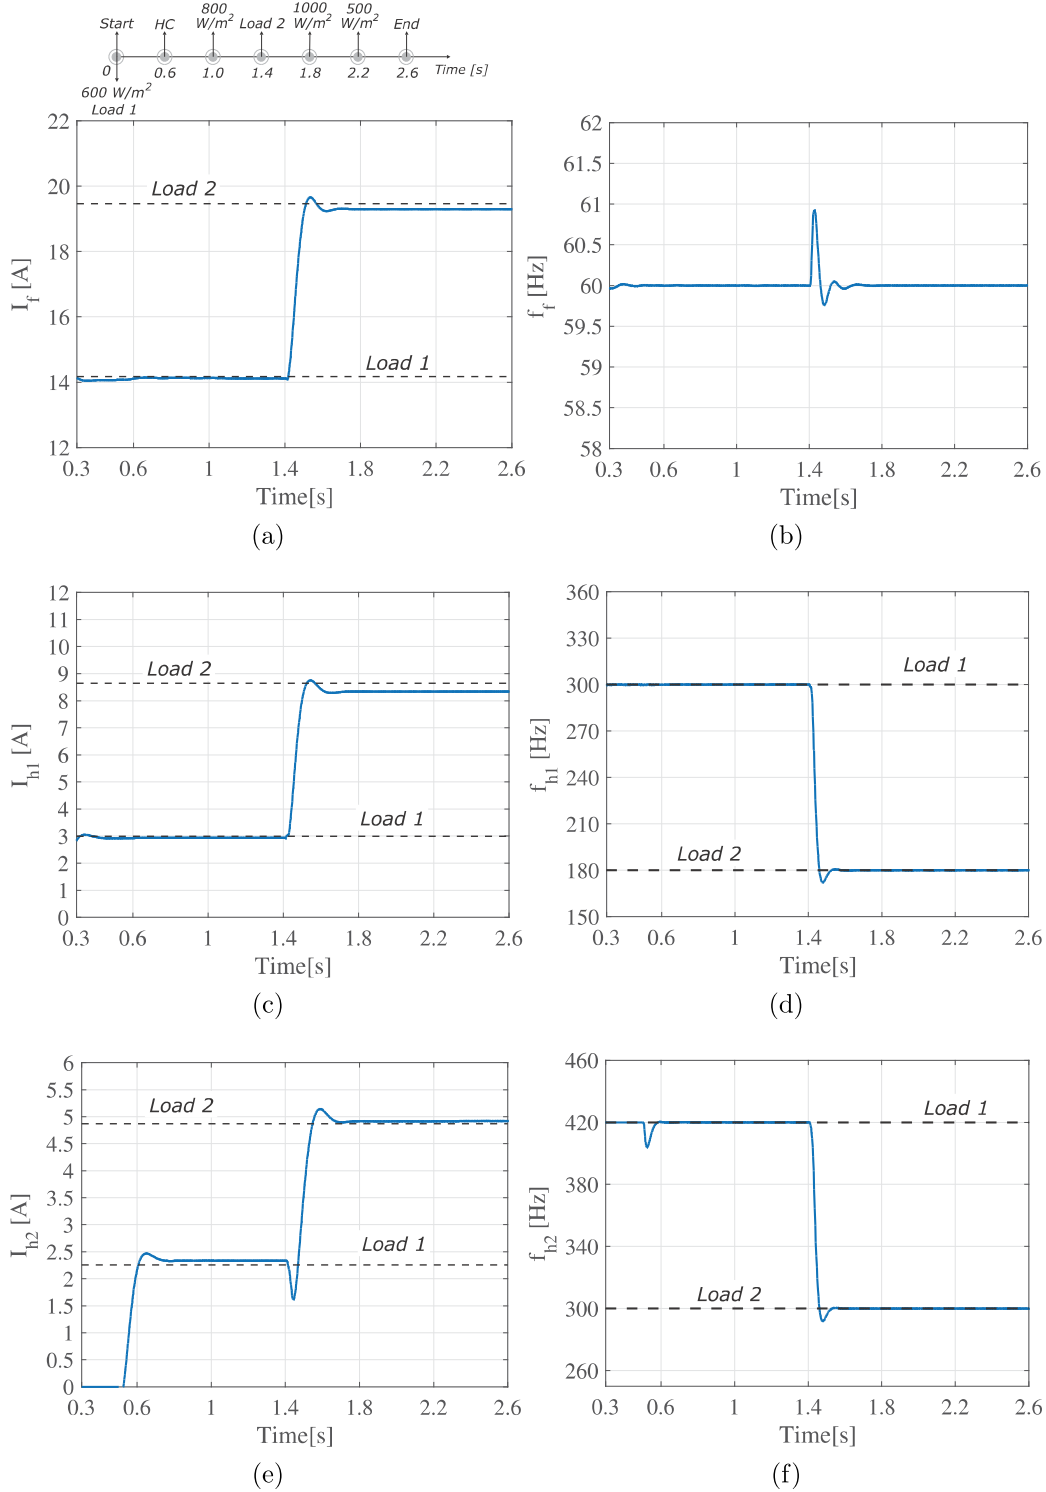 800 1000 500
Start HC W/m² Load 2 W/m² W/m² End
0 0.6 1.0 1.4 1.8 2.2 2.6 Time [s]
600 W/m²
Load 1
22
20
18
16
14
12
I_f [A]
Load 2
Load 1
0.3 0.6 1 1.4 1.8 2.2 2.6
Time[s]
(a)
62
61.5
61
60.5
60
59.5
59
58.5
58
f_f [Hz]
0.3 0.6 1 1.4 1.8 2.2 2.6
Time[s]
(b)
12
11
10
9
8
7
6
5
4
3
2
1
0
I_h1 [A]
Load 2
Load 1
0.3 0.6 1 1.4 1.8 2.2 2.6
Time[s]
(c)
360
330
300
270
240
210
180
150
f_h1 [Hz]
Load 1
Load 2
0.3 0.6 1 1.4 1.8 2.2 2.6
Time[s]
(d)
6
5.5
5
4.5
4
3.5
3
2.5
2
1.5
1
0.5
0
I_h2 [A]
Load 2
Load 1
0.3 0.6 1 1.4 1.8 2.2 2.6
Time[s]
(e)
460
420
380
340
300
260
f_h2 [Hz]
Load 1
Load 2
0.3 0.6 1 1.4 1.8 2.2 2.6
Time[s]
(f)